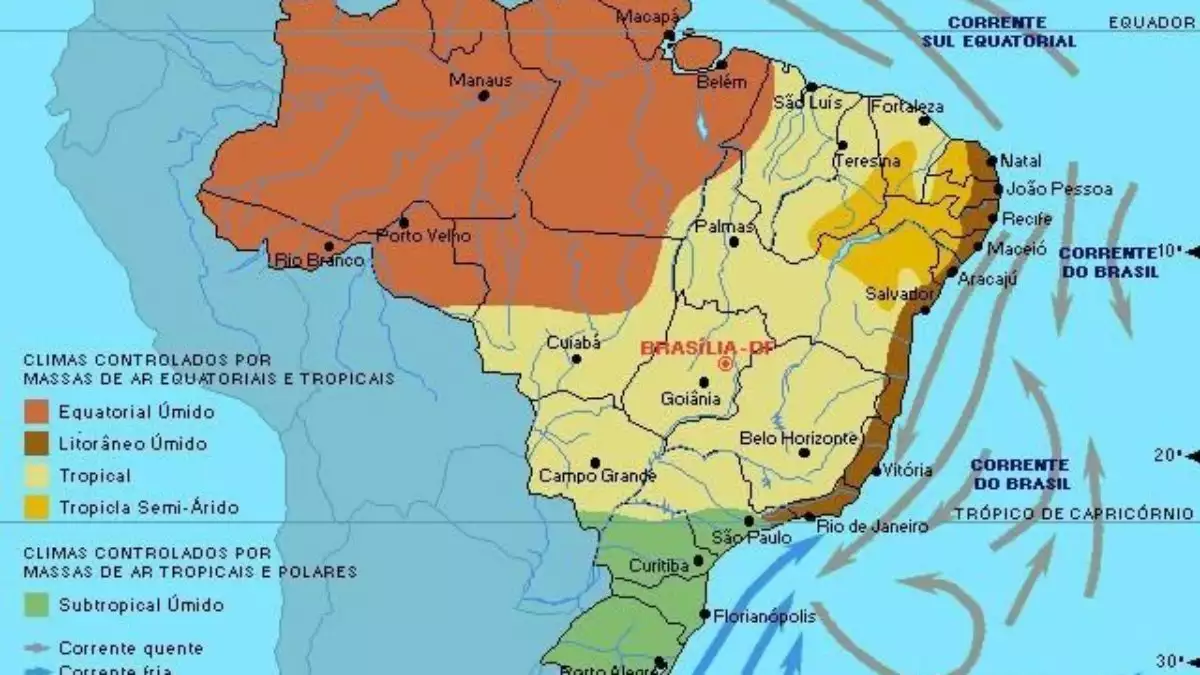 Macapá
CORRENTE
SUL EQUATORIAL
EQUADOR
Manaus
Belém
São Luís
Fortaleza
Teresina
Natal
João Pessoa
Recife
Maceió
Aracajú
Salvador
Palmas
Porto Velho
Rio Branco
CORRENTE
DO BRASIL
10°
Cuiabá
BRASÍLIA-DF
Goiânia
Belo Horizonte
Campo Grande
Vitória
CORRENTE
DO BRASIL
20°
TRÓPICO DE CAPRICÓRNIO
Rio de Janeiro
São Paulo
Curitiba
Florianópolis
Porto Alegre
30°
CLIMAS CONTROLADOS POR
MASSAS DE AR EQUATORIAIS E TROPICAIS
Equatorial Úmido
Litorâneo Úmido
Tropical
Tropicla Semi-Árido
CLIMAS CONTROLADOS POR
MASSAS DE AR TROPICAIS E POLARES
Subtropical Úmido
Corrente quente
Corrente fria